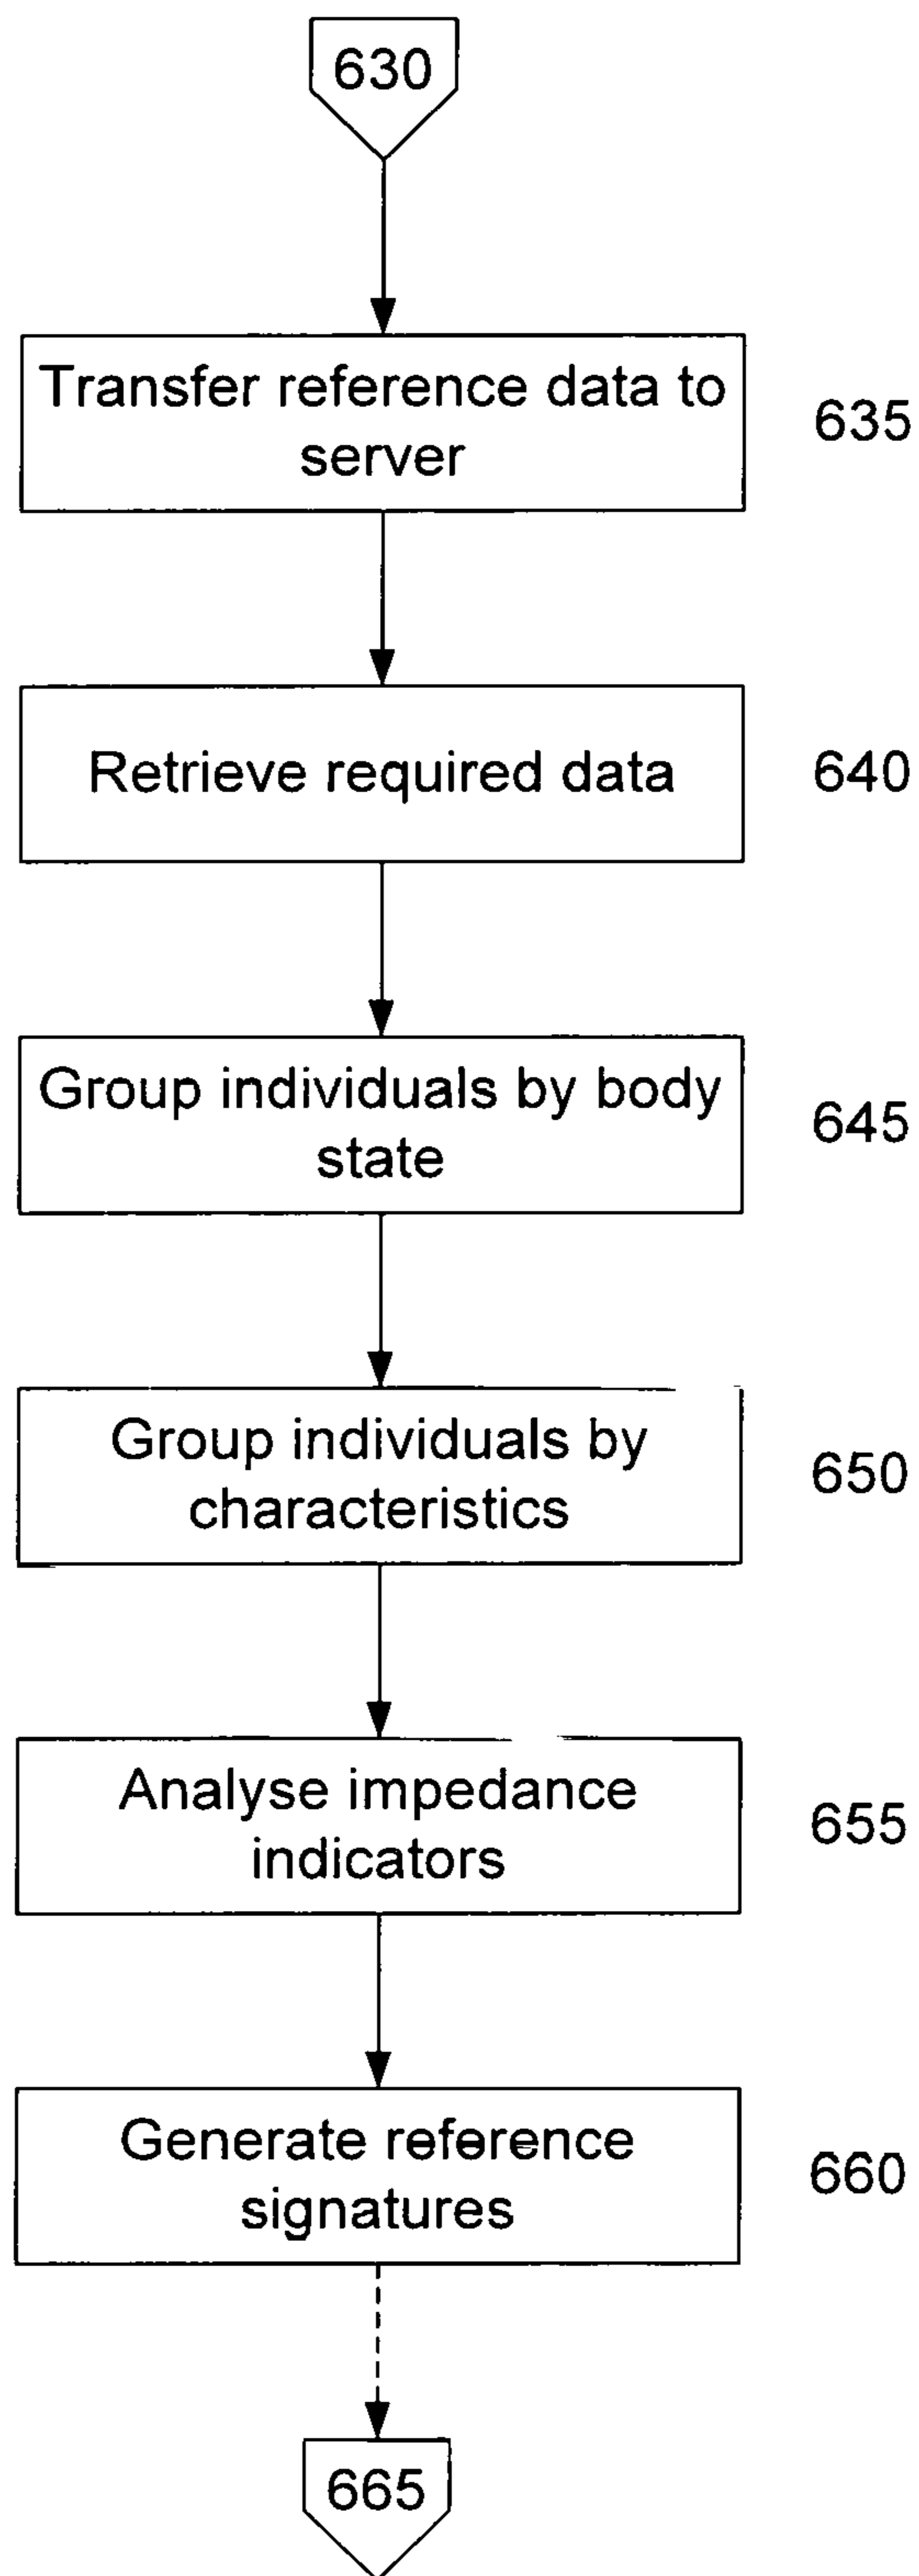 630
Transfer reference data to
server
635
Retrieve required data
640
Group individuals by body
state
645
Group individuals by
characteristics
650
Analyse impedance
indicators
655
Generate reference
signatures
660
665